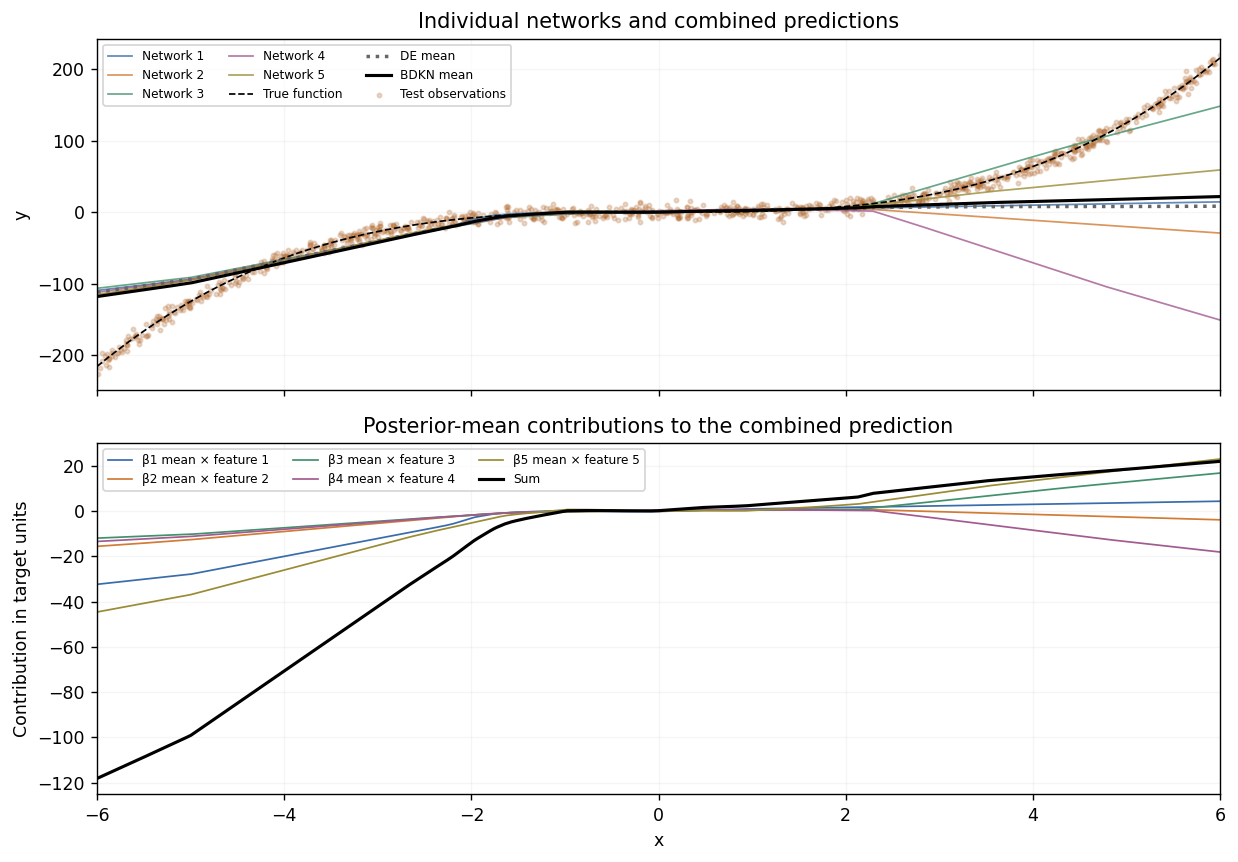 Individual networks and combined predictions
Network 1
Network 2
Network 3
Network 4
Network 5
True function
DE mean
BDKN mean
Test observations
200
100
0
−100
−200
y
Posterior-mean contributions to the combined prediction
β1 mean × feature 1
β2 mean × feature 2
β3 mean × feature 3
β4 mean × feature 4
β5 mean × feature 5
Sum
20
0
−20
−40
−60
−80
−100
−120
Contribution in target units
−6
−4
−2
0
2
4
6
x